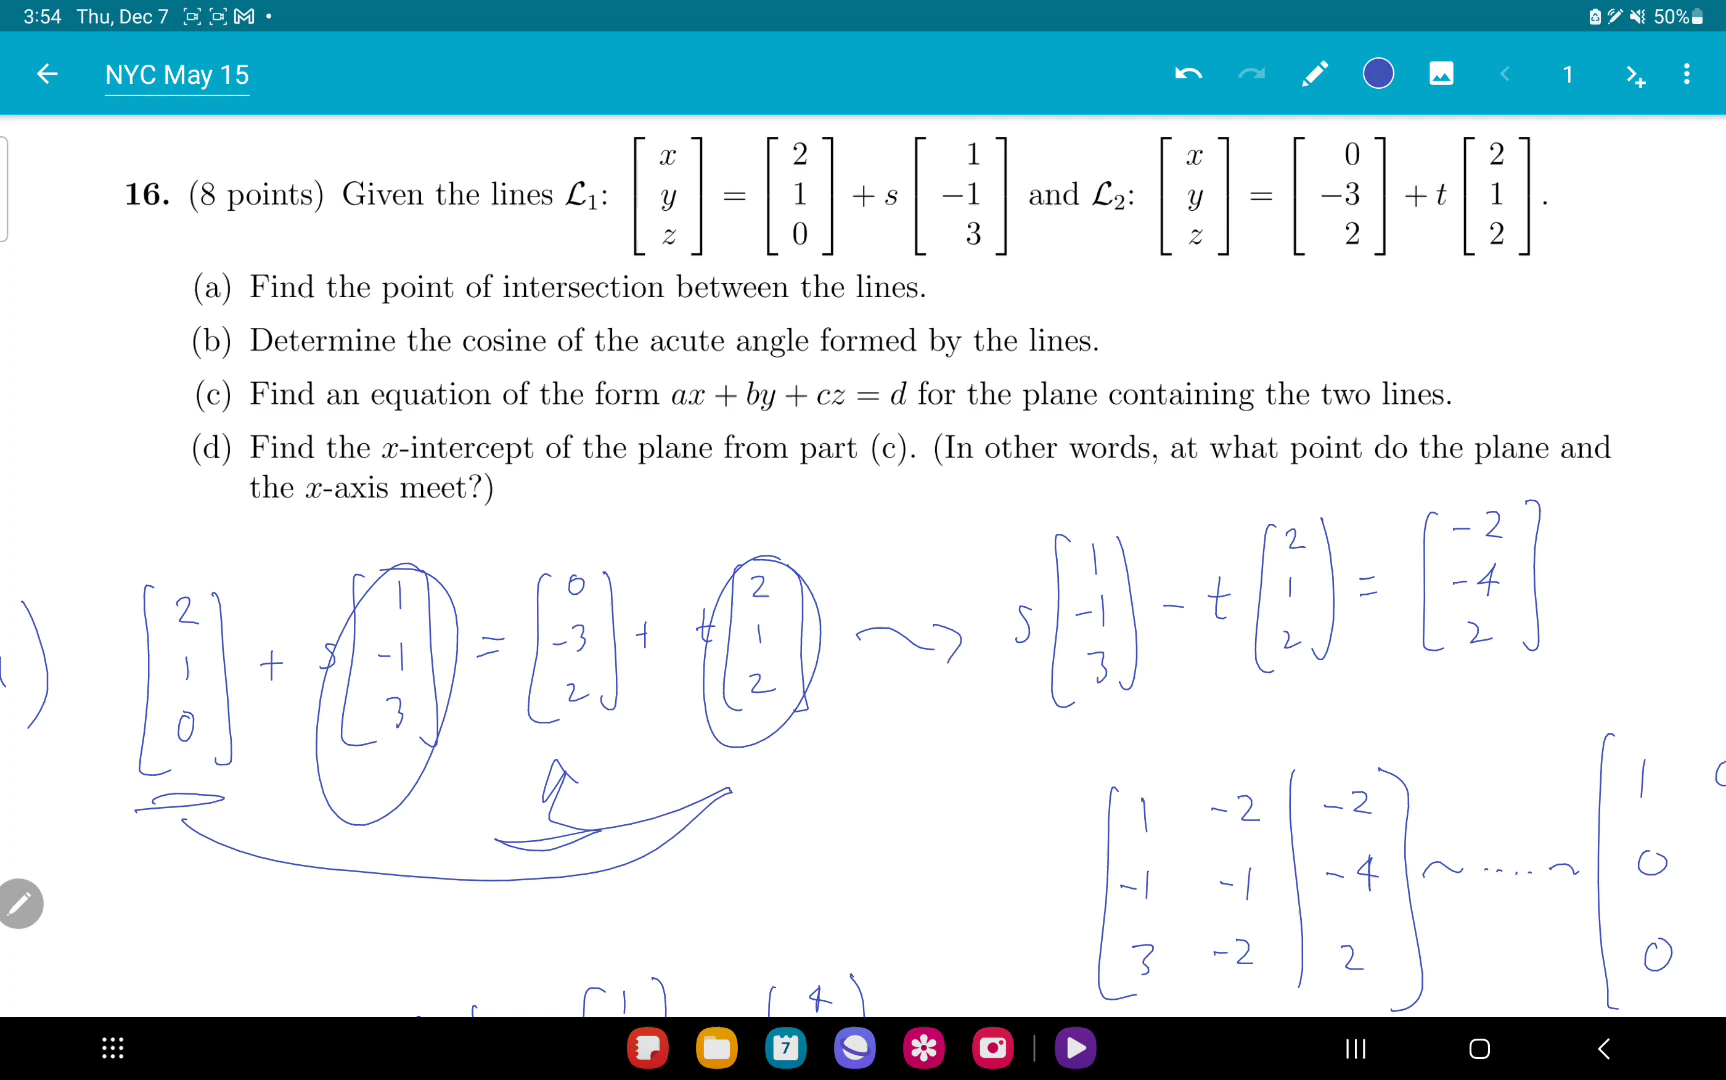 3:54 Thu, Dec 7 50%
NYC May 15 1
16. (8 points) Given the lines ℒ₁: [x y z] = [2 1 0] + s [1 −1 3] and ℒ₂: [x y z] = [0 −3 2] + t [2 1 2].
(a) Find the point of intersection between the lines.
(b) Determine the cosine of the acute angle formed by the lines.
(c) Find an equation of the form ax + by + cz = d for the plane containing the two lines.
(d) Find the x-intercept of the plane from part (c). (In other words, at what point do the plane and
the x-axis meet?)
) [2 1 0] + s [1 -1 3] = [0 -3 2] + t [2 1 2] ⤳ s [1 -1 3] - t [2 1 2] = [-2 -4 2]
[ 1 -2 | -2 ] [ 1
-1 -1 | -4 ~ .... ~ 0
3 -2 | 2 0
[1] [4]
7